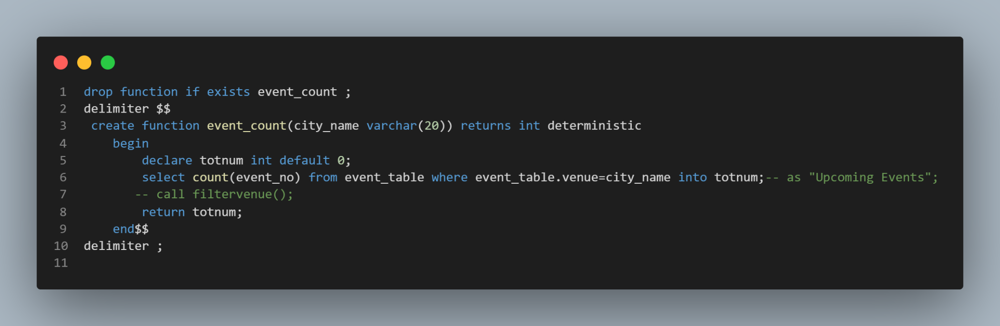 1 drop function if exists event_count ;
2 delimiter $$
3  create function event_count(city_name varchar(20)) returns int deterministic
4     begin
5         declare totnum int default 0;
6         select count(event_no) from event_table where event_table.venue=city_name into totnum;-- as "Upcoming Events";
7        -- call filtervenue();
8         return totnum;
9     end$$
10 delimiter ;
11